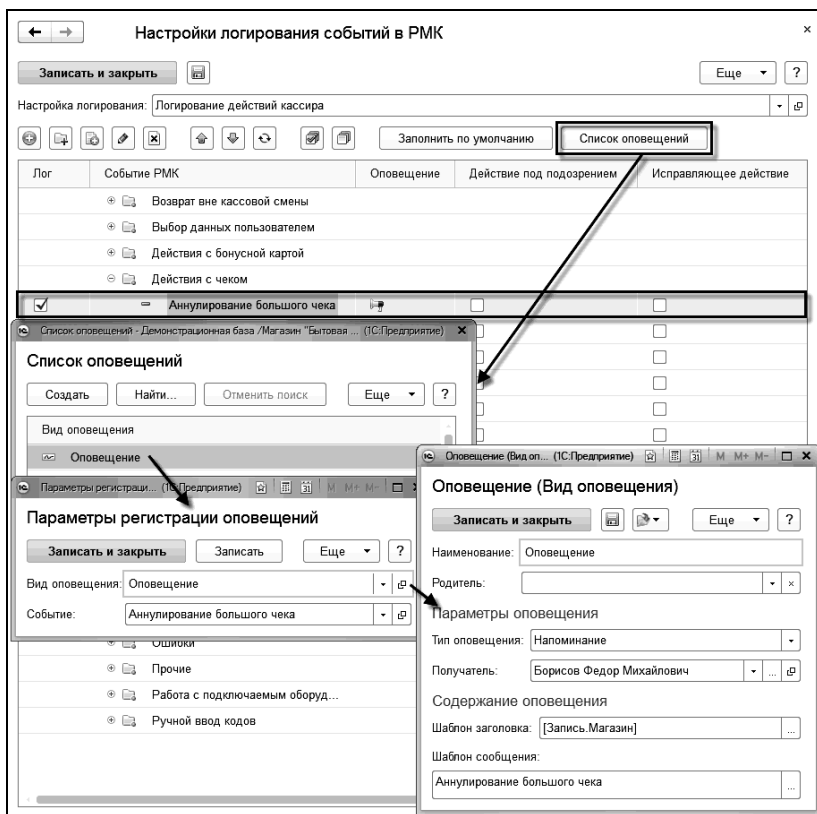 Настройки логирования событий в РМК
Записать и закрыть Еще ?
Настройка логирования: Логирование действий кассира
Заполнить по умолчанию Список оповещений
Лог Событие РМК Оповещение Действие под подозрением Исправляющее действие
Возврат вне кассовой смены
Выбор данных пользователем
Действия с бонусной картой
Действия с чеком
Аннулирование большого чека
Список оповещений - Демонстрационная база /Магазин "Бытовая ... (1С:Предприятие)
Список оповещений
Создать Найти... Отменить поиск Еще ?
Вид оповещения
Оповещение
Параметры регистраци... (1С:Предприятие) M M+ M-
Параметры регистрации оповещений
Записать и закрыть Записать Еще ?
Вид оповещения: Оповещение
Событие: Аннулирование большого чека
Ошибки
Прочие
Работа с подключаемым оборуд...
Ручной ввод кодов
Оповещение (Вид оп... (1С:Предприятие) 31 M M+ M-
Оповещение (Вид оповещения)
Записать и закрыть Еще ?
Наименование: Оповещение
Родитель:
Параметры оповещения
Тип оповещения: Напоминание
Получатель: Борисов Федор Михайлович ...
Содержание оповещения
Шаблон заголовка: [Запись.Магазин] ...
Шаблон сообщения:
Аннулирование большого чека ...